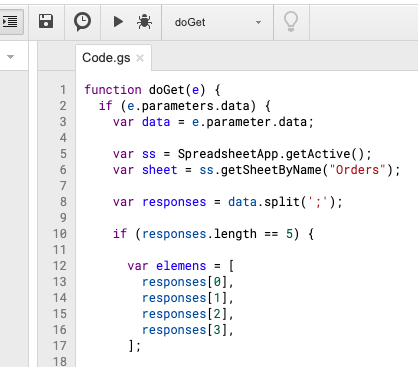 doGet
Code.gs ×
1 function doGet(e) {
2 if (e.parameters.data) {
3 var data = e.parameter.data;
4
5 var ss = SpreadsheetApp.getActive();
6 var sheet = ss.getSheetByName("Orders");
7
8 var responses = data.split(';');
9
10 if (responses.length == 5) {
11
12 var elemens = [
13 responses[0],
14 responses[1],
15 responses[2],
16 responses[3],
17 ];
18